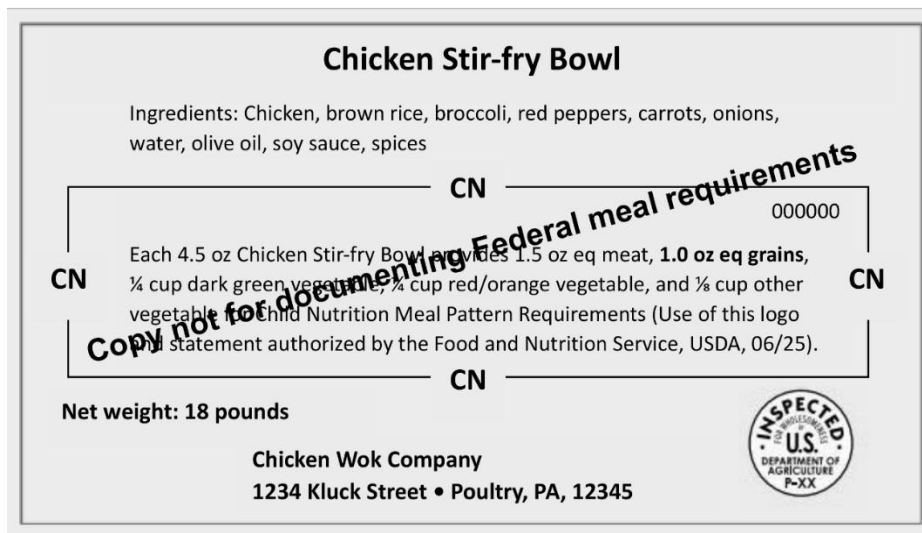 Chicken Stir-fry Bowl
Ingredients: Chicken, brown rice, broccoli, red peppers, carrots, onions,
water, olive oil, soy sauce, spices
CN
000000
Each 4.5 oz Chicken Stir-fry Bowl provides 1.5 oz eq meat, 1.0 oz eq grains,
CN
CN
¼ cup dark green vegetable, ¼ cup red/orange vegetable, and ⅛ cup other
vegetable for Child Nutrition Meal Pattern Requirements (Use of this logo
and statement authorized by the Food and Nutrition Service, USDA, 06/25).
CN
Copy not for documenting Federal meal requirements
Net weight: 18 pounds
Chicken Wok Company
1234 Kluck Street • Poultry, PA, 12345
INSPECTED
FOR WHOLESOMENESS
BY
U.S.
DEPARTMENT OF
AGRICULTURE
P-XX